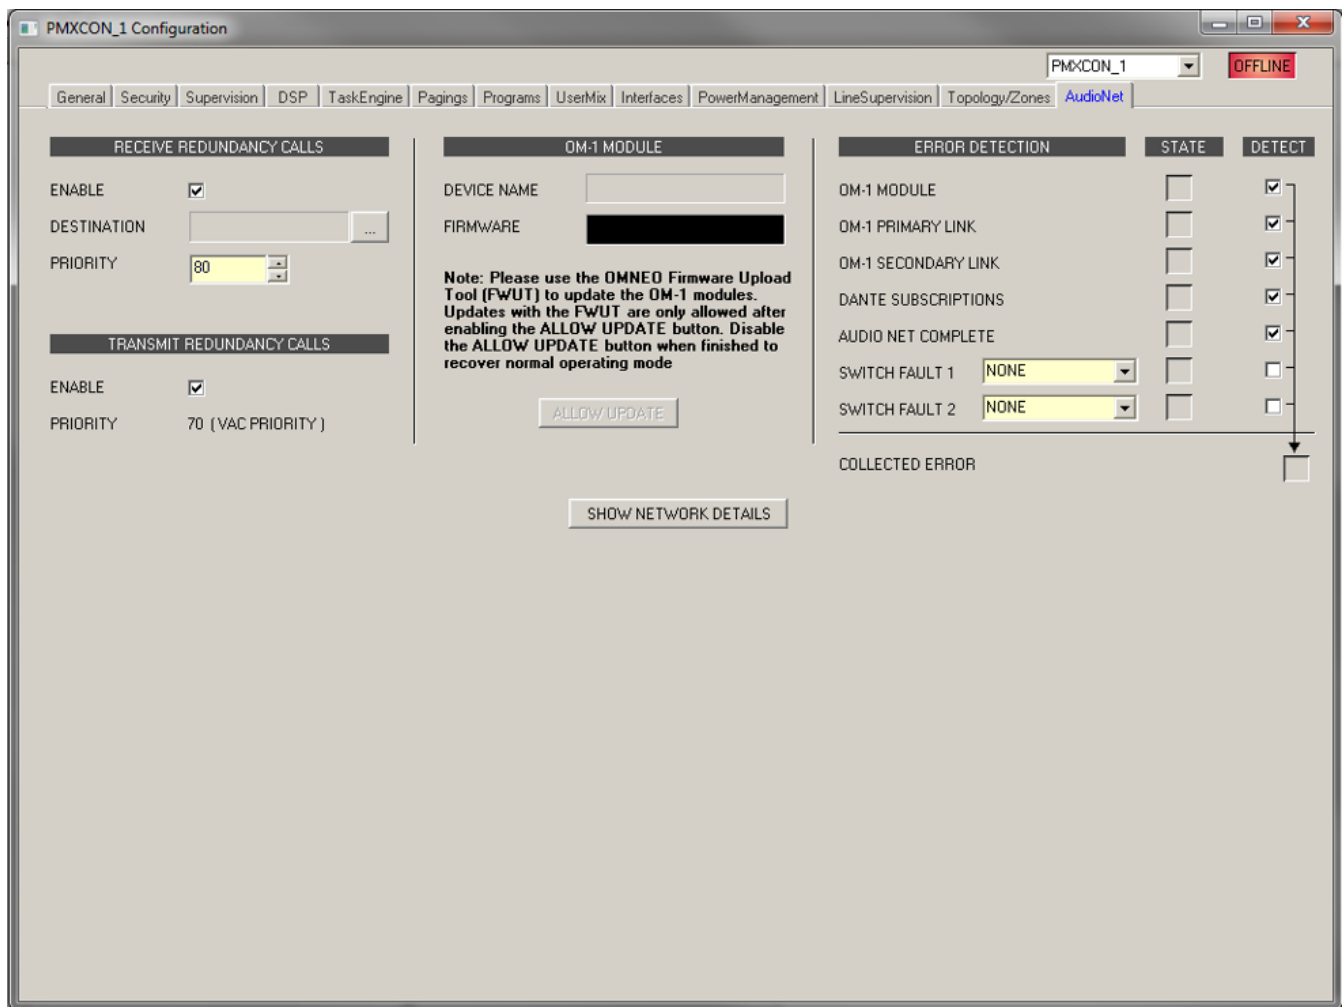 PMXCON_1 Configuration
PMXCON_1
OFFLINE
General Security Supervision DSP TaskEngine Pagings Programs UserMix Interfaces PowerManagement LineSupervision Topology/Zones AudioNet
RECEIVE REDUNDANCY CALLS
ENABLE
DESTINATION
...
PRIORITY
80
TRANSMIT REDUNDANCY CALLS
ENABLE
PRIORITY
70 ( VAC PRIORITY )
OM-1 MODULE
DEVICE NAME
FIRMWARE
Note: Please use the OMNEO Firmware Upload
Tool (FWUT) to update the OM-1 modules.
Updates with the FWUT are only allowed after
enabling the ALLOW UPDATE button. Disable
the ALLOW UPDATE button when finished to
recover normal operating mode
ALLOW UPDATE
ERROR DETECTION
STATE
DETECT
OM-1 MODULE
OM-1 PRIMARY LINK
OM-1 SECONDARY LINK
DANTE SUBSCRIPTIONS
AUDIO NET COMPLETE
SWITCH FAULT 1
NONE
SWITCH FAULT 2
NONE
COLLECTED ERROR
SHOW NETWORK DETAILS